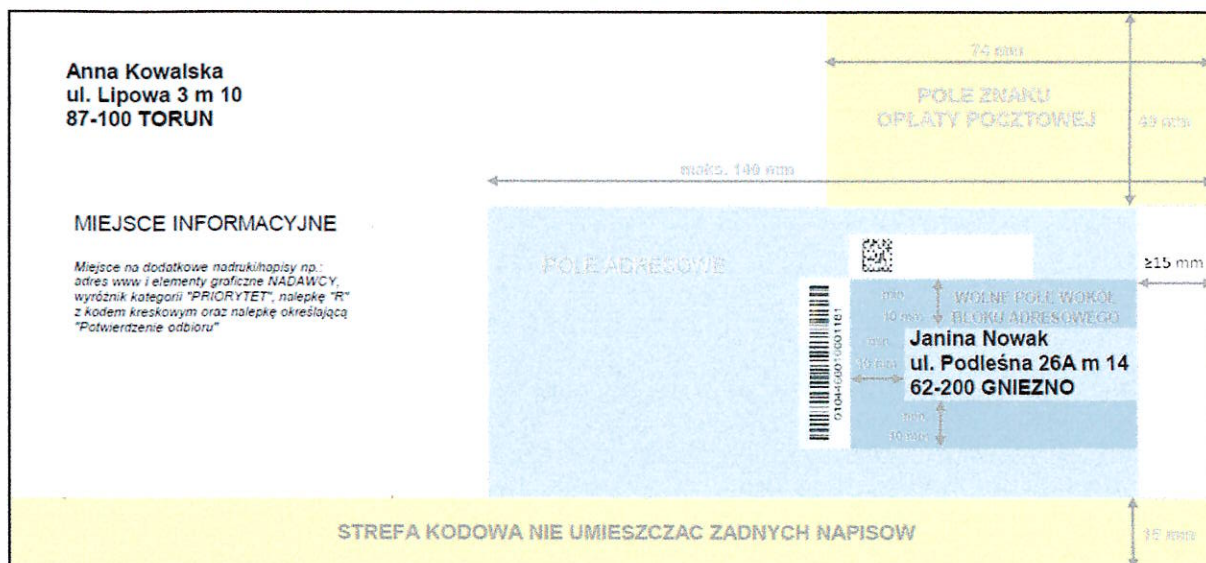 Anna Kowalska
ul. Lipowa 3 m 10
87-100 TORUN
74 mm
POLE ZNAKU
OPŁATY POCZTOWEJ
maks. 140 mm
MIEJSCE INFORMACYJNE
Miejsce na dodatkowe nadruki/napisy np.:
adres www i elementy graficzne NADAWCY,
wyróżnik kategorii "PRIORYTET", nalepkę "R"
z kodem kreskowym oraz nalepkę określającą
"Potwierdzenie odbioru"
POLE ADRESOWE
≥15 mm
min.
10 mm
WOLNE POLE WOKÓŁ
BLOKU ADRESOWEGO
min.
10 mm
Janina Nowak
ul. Podleśna 26A m 14
62-200 GNIEZNO
min.
10 mm
STREFA KODOWA NIE UMIESZCZAC ZADNYCH NAPISOW
15 mm